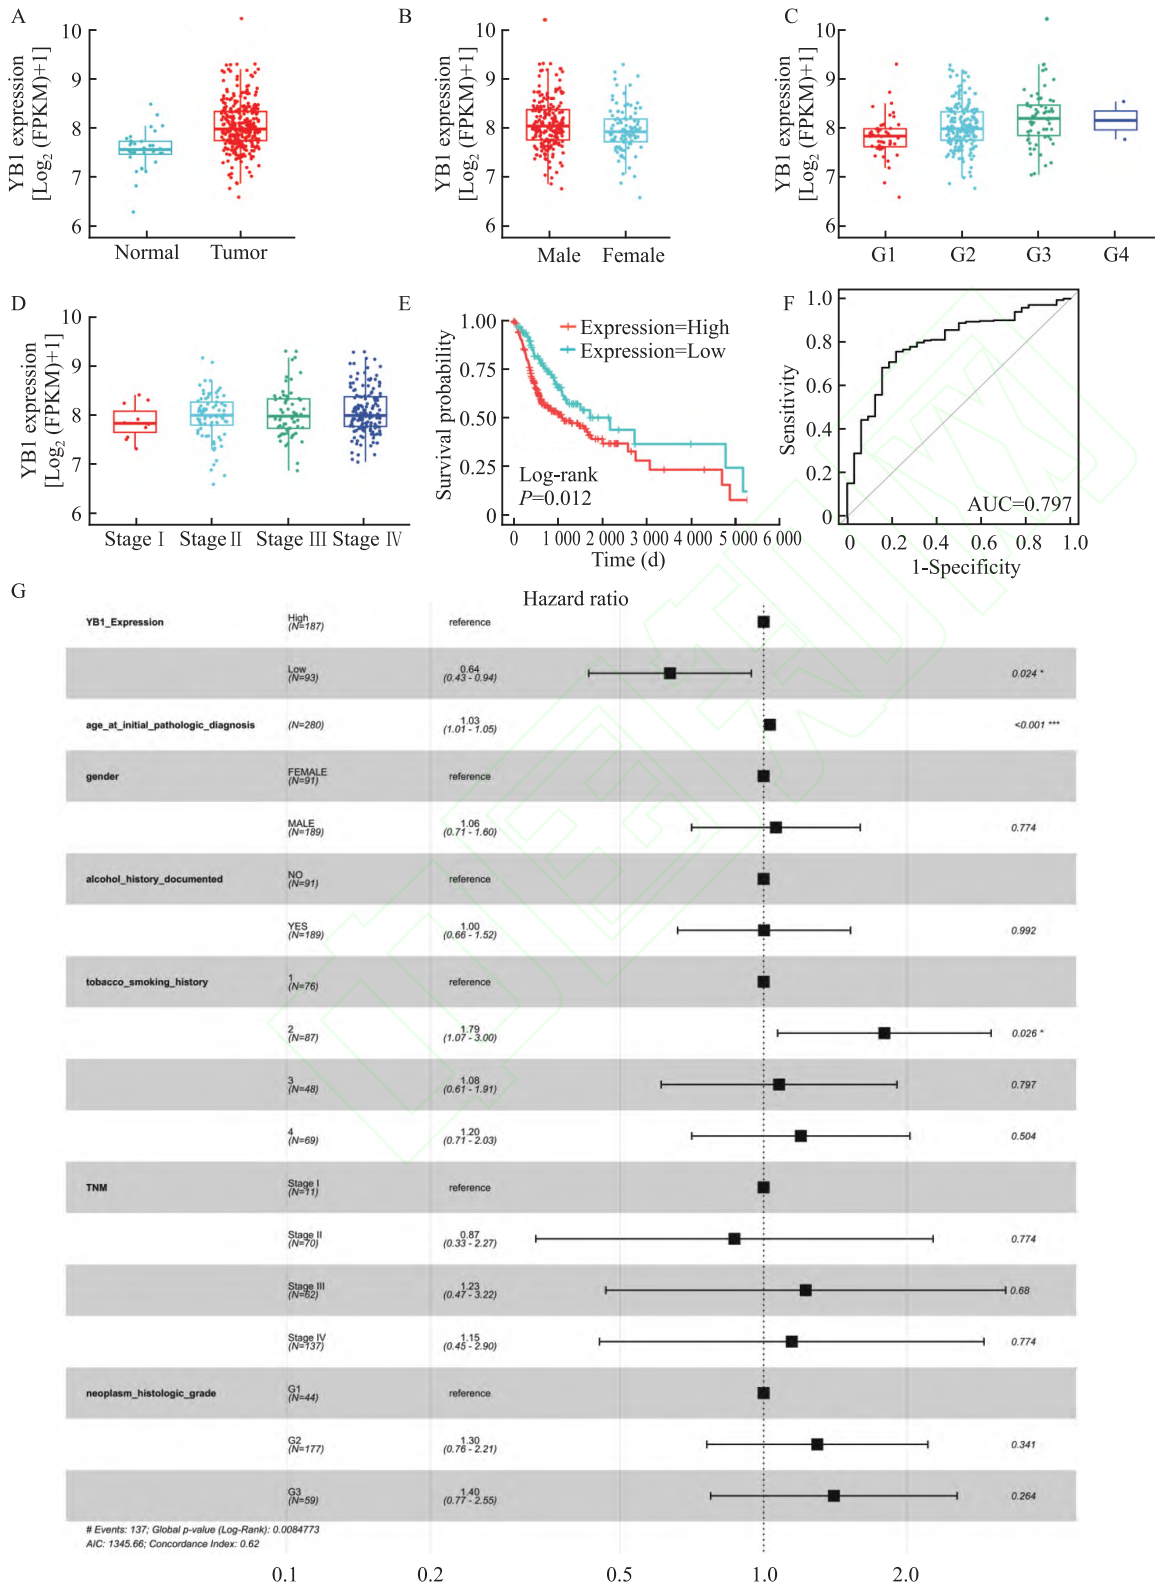 A
YB1 expression
[Log2 (FPKM)+1]
10
9
8
7
6
Normal
Tumor
B
YB1 expression
[Log2 (FPKM)+1]
10
9
8
7
6
Male
Female
C
YB1 expression
[Log2 (FPKM)+1]
10
9
8
7
6
G1
G2
G3
G4
D
YB1 expression
[Log2 (FPKM)+1]
10
9
8
7
6
Stage Ⅰ
Stage Ⅱ
Stage Ⅲ
Stage Ⅳ
E
Survival probability
1.00
0.75
0.50
0.25
0
Expression=High
Expression=Low
Log-rank
P=0.012
0
1 000
2 000
3 000
4 000
5 000
6 000
Time (d)
F
Sensitivity
1.0
0.8
0.6
0.4
0.2
0
AUC=0.797
0
0.2
0.4
0.6
0.8
1.0
1-Specificity
G
Hazard ratio
YB1_Expression
High
(N=187)
reference
Low
(N=93)
0.64
(0.43 - 0.94)
0.024 *
age_at_initial_pathologic_diagnosis
(N=280)
1.03
(1.01 - 1.05)
<0.001 ***
gender
FEMALE
(N=91)
reference
MALE
(N=189)
1.06
(0.71 - 1.60)
0.774
alcohol_history_documented
NO
(N=91)
reference
YES
(N=189)
1.00
(0.66 - 1.52)
0.992
tobacco_smoking_history
1
(N=76)
reference
2
(N=87)
1.79
(1.07 - 3.00)
0.026 *
3
(N=48)
1.08
(0.61 - 1.91)
0.797
4
(N=69)
1.20
(0.71 - 2.03)
0.504
TNM
Stage I
(N=11)
reference
Stage II
(N=70)
0.87
(0.33 - 2.27)
0.774
Stage III
(N=62)
1.23
(0.47 - 3.22)
0.68
Stage IV
(N=137)
1.15
(0.45 - 2.90)
0.774
neoplasm_histologic_grade
G1
(N=44)
reference
G2
(N=177)
1.30
(0.76 - 2.21)
0.341
G3
(N=59)
1.40
(0.77 - 2.55)
0.264
# Events: 137; Global p-value (Log-Rank): 0.0084773
AIC: 1345.66; Concordance Index: 0.62
0.1
0.2
0.5
1.0
2.0